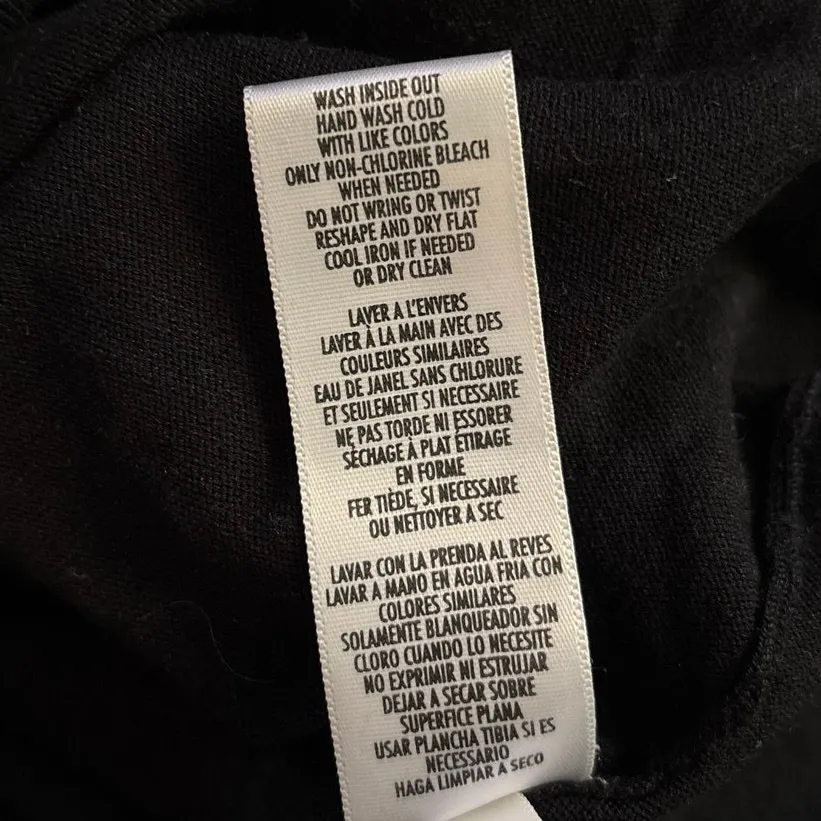 WASH INSIDE OUT
HAND WASH COLD
WITH LIKE COLORS
ONLY NON-CHLORINE BLEACH
WHEN NEEDED
DO NOT WRING OR TWIST
RESHAPE AND DRY FLAT
COOL IRON IF NEEDED
OR DRY CLEAN
LAVER A L'ENVERS
LAVER À LA MAIN AVEC DES
COULEURS SIMILAIRES
EAU DE JANEL SANS CHLORURE
ET SEULEMENT SI NECESSAIRE
NE PAS TORDE NI ESSORER
SÈCHAGE À PLAT ÉTIRAGE
EN FORME
FER TIÈDE, SI NECESSAIRE
OU NETTOYER A SEC
LAVAR CON LA PRENDA AL REVES
LAVAR A MANO EN AGUA FRIA CON
COLORES SIMILARES
SOLAMENTE BLANQUEADOR SIN
CLORO CUANDO LO NECESITE
NO EXPRIMIR NI ESTRUJAR
DEJAR A SECAR SOBRE
SUPERFICE PLANA
USAR PLANCHA TIBIA SI ES
NECESSARIO
HAGA LIMPIAR A SECO